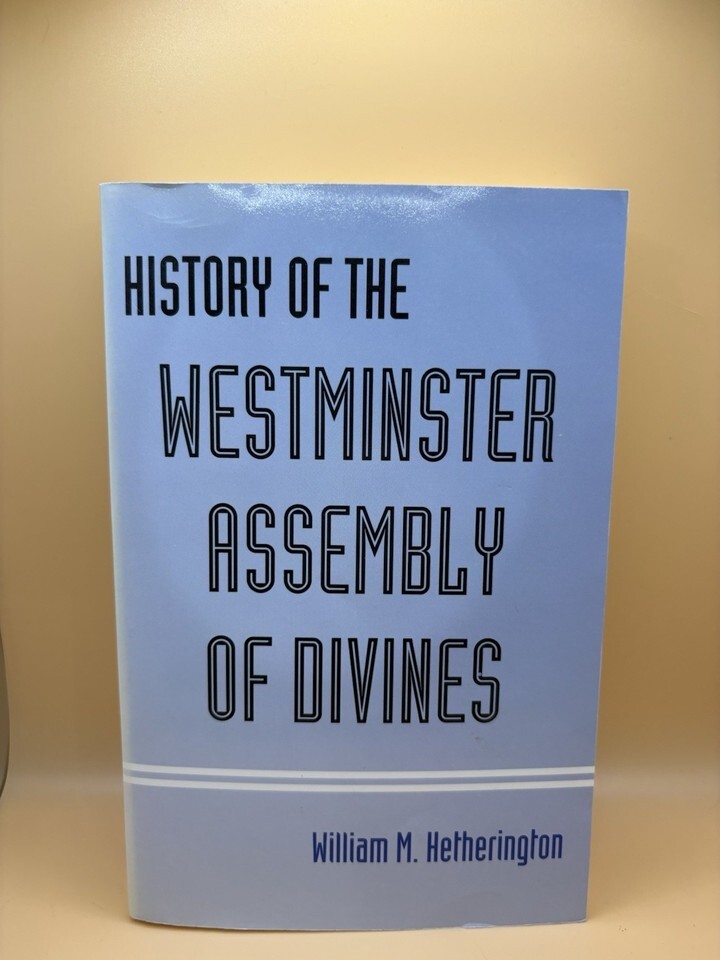 HISTORY OF THE
WESTMINSTER
ASSEMBLY
OF DIVINES
William M. Hetherington